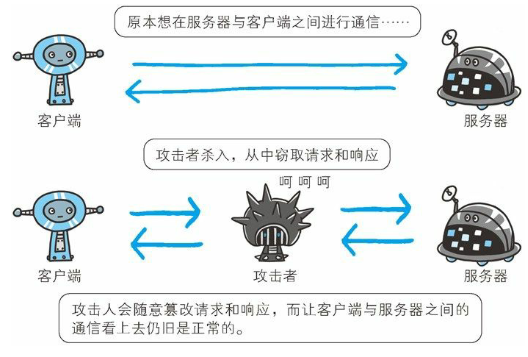 原本想在服务器与客户端之间进行通信……
客户端
服务器
攻击者杀入，从中窃取请求和响应
呵 呵 呵
客户端
攻击者
服务器
攻击人会随意篡改请求和响应，而让客户端与服务器之间的
通信看上去仍旧是正常的。